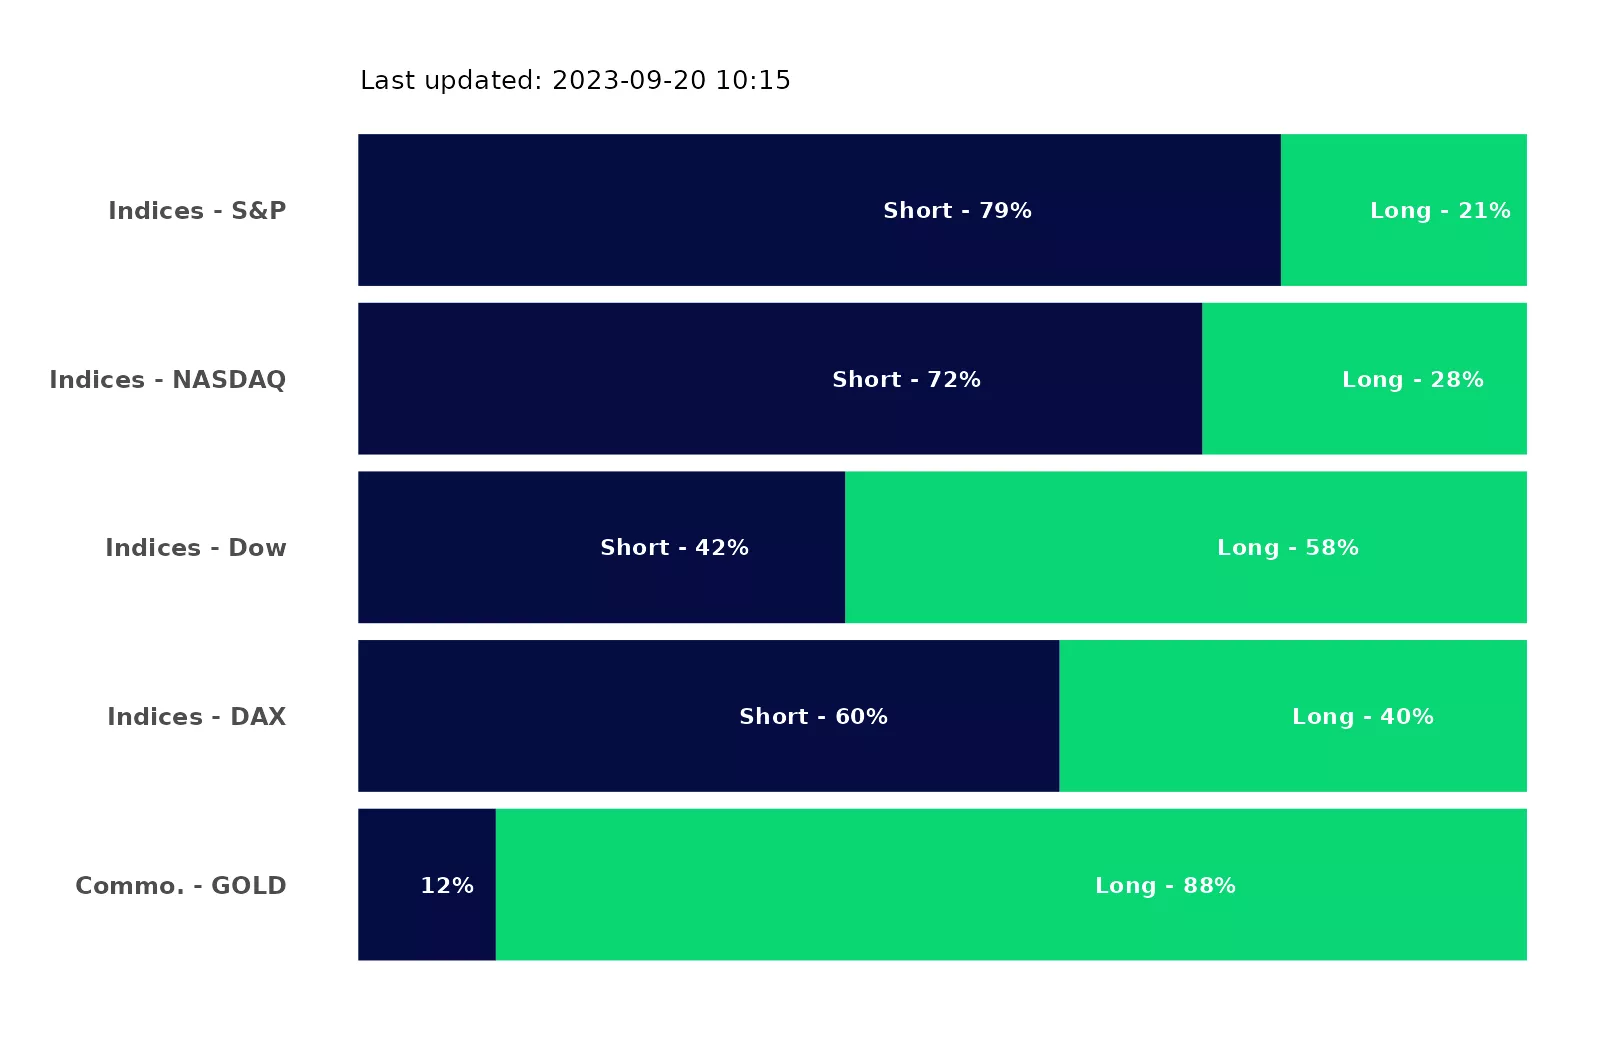 Last updated: 2023-09-20 10:15
Indices - S&P Short - 79% Long - 21%
Indices - NASDAQ Short - 72% Long - 28%
Indices - Dow Short - 42% Long - 58%
Indices - DAX Short - 60% Long - 40%
Commo. - GOLD 12% Long - 88%